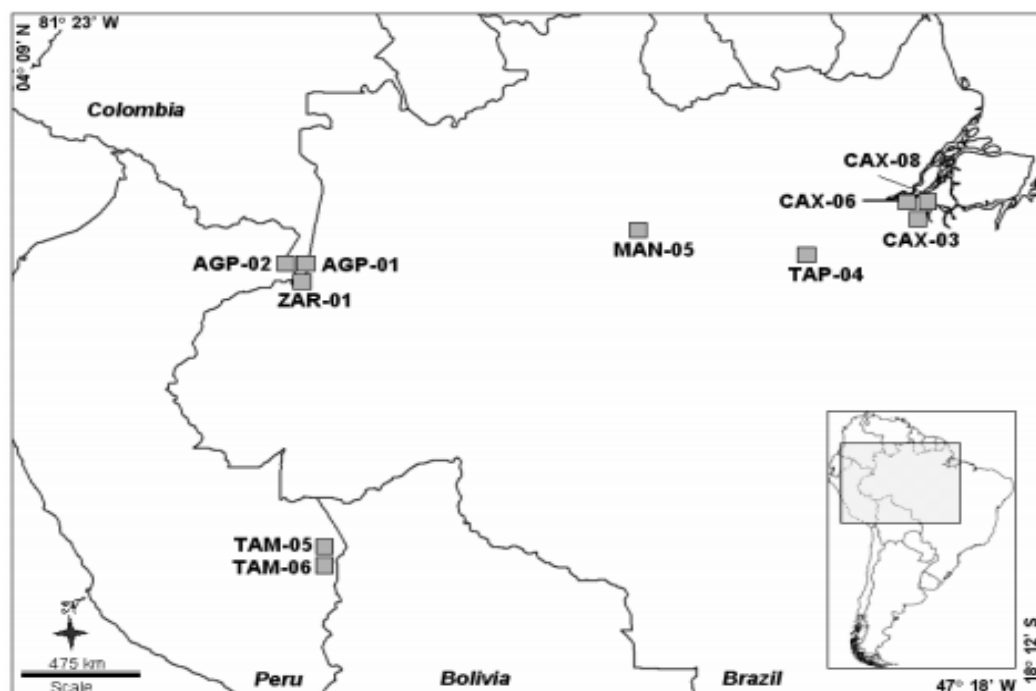 81° 23' W
04° 09' N
Colombia
CAX-08
CAX-06
CAX-03
MAN-05
TAP-04
AGP-02
AGP-01
ZAR-01
TAM-05
TAM-06
475 km
Scale
Peru
Bolivia
Brazil
47° 18' W
18° 12' S